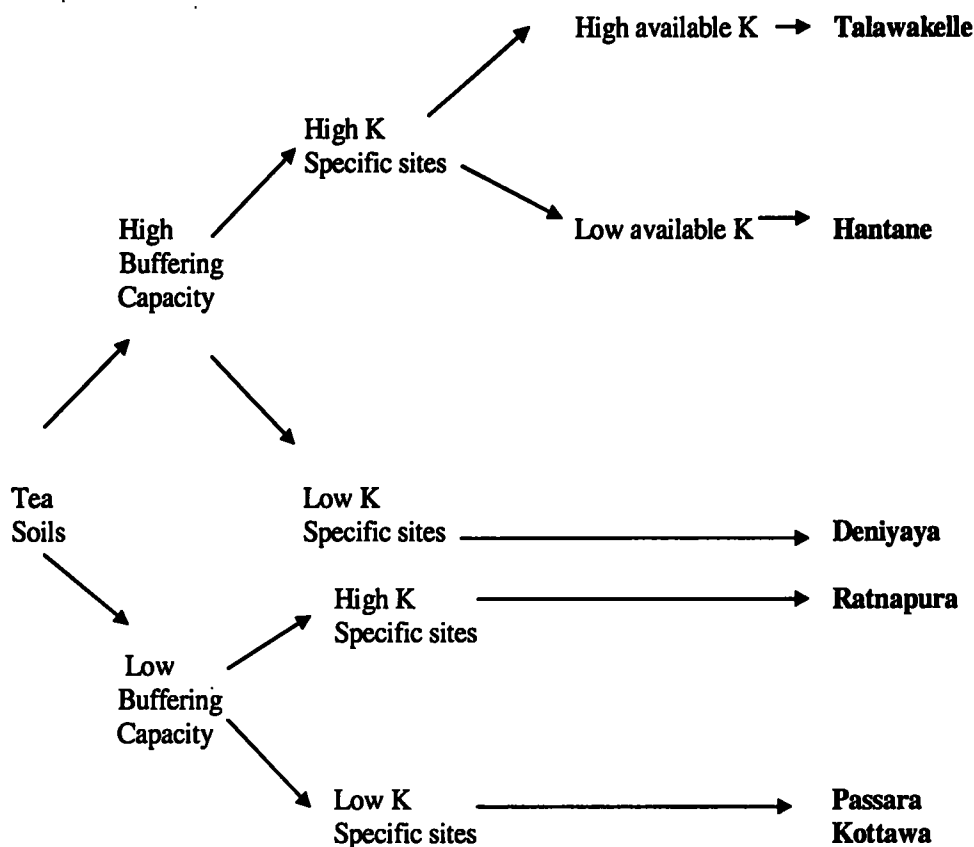 High available K
Talawakelle
High K
Specific sites
Low available K
Hantane
High
Buffering
Capacity
Tea
Soils
Low K
Specific sites
Deniyaya
High K
Specific sites
Ratnapura
Low
Buffering
Capacity
Low K
Specific sites
Passara
Kottawa